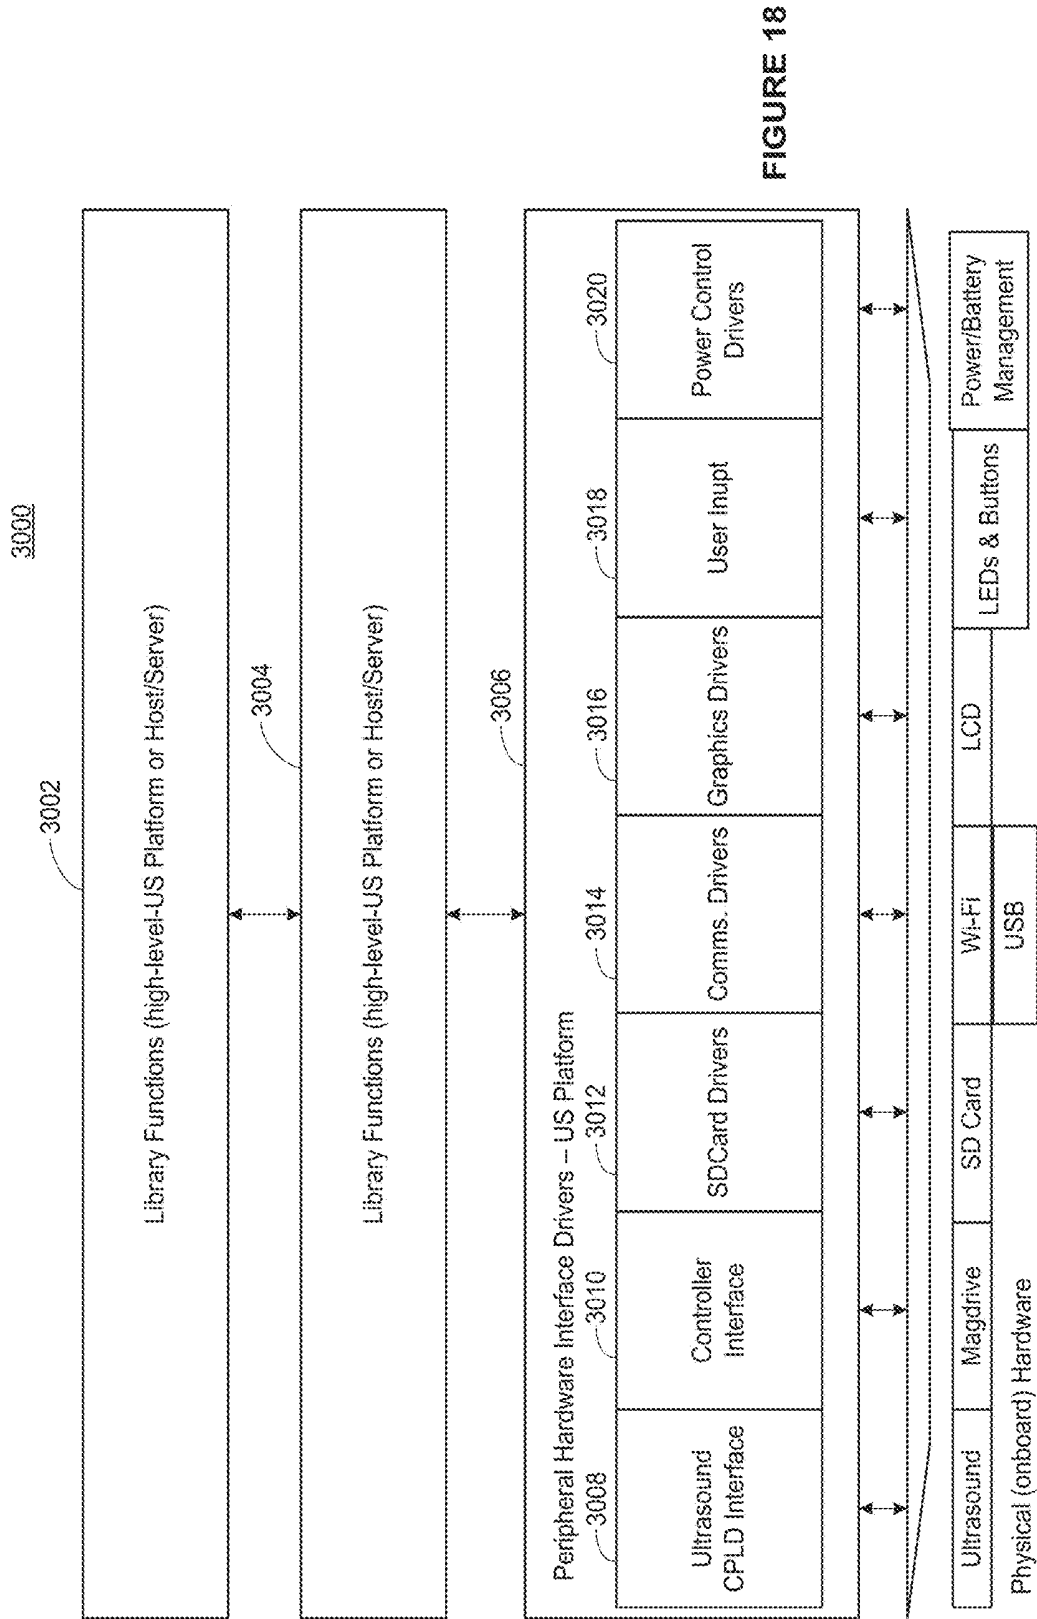 3000
3002
Library Functions (high-level-US Platform or Host/Server)
3004
Library Functions (high-level-US Platform or Host/Server)
3006
Peripheral Hardware Interface Drivers – US Platform
3008
3010
3012
3014
3016
3018
3020
Ultrasound
CPLD Interface
Controller
Interface
SDCard Drivers
Comms. Drivers
Graphics Drivers
User Inupt
Power Control
Drivers
Ultrasound
Magdrive
SD Card
Wi-Fi
USB
LCD
LEDs & Buttons
Power/Battery
Management
Physical (onboard) Hardware
FIGURE 18